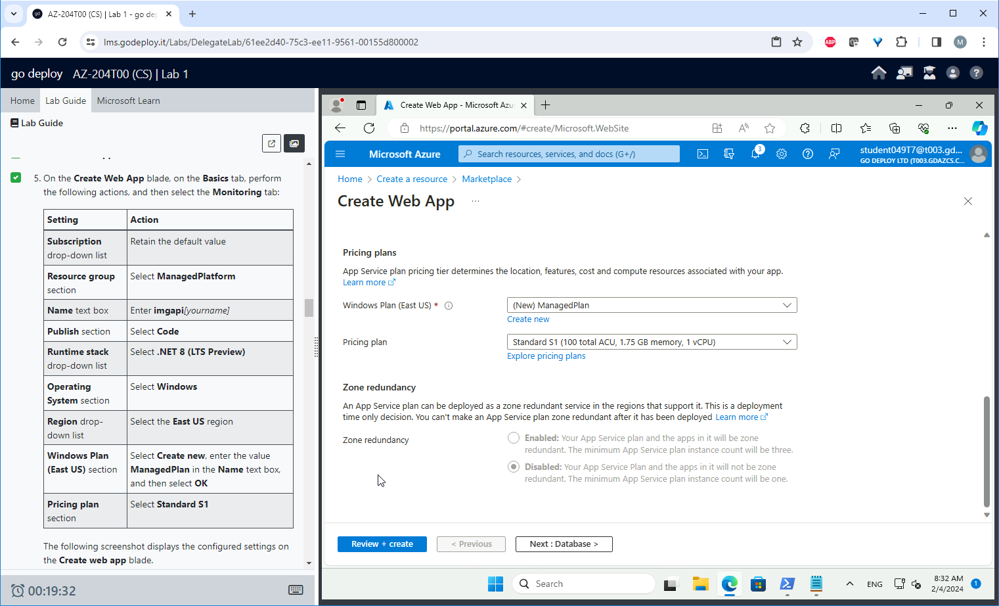 AZ-204T00 (CS) | Lab 1 - go dep
lms.godeploy.it/Labs/DelegateLab/61ee2d40-75c3-ee11-9561-00155d800002
ABP
M
go deploy AZ-204T00 (CS) | Lab 1
Home
Lab Guide
Microsoft Learn
Lab Guide
5. On the Create Web App blade, on the Basics tab, perform
the following actions, and then select the Monitoring tab:
Setting Action
Subscription
drop-down list
Retain the default value
Resource group
section
Select ManagedPlatform
Name text box
Enter imgapi[yourname]
Publish section
Select Code
Runtime stack
drop-down list
Select .NET 8 (LTS Preview)
Operating
System section
Select Windows
Region drop-
down list
Select the East US region
Windows Plan
(East US) section
Select Create new, enter the value
ManagedPlan in the Name text box,
and then select OK
Pricing plan
section
Select Standard S1
The following screenshot displays the configured settings on
the Create web app blade.
00:19:32
Create Web App - Microsoft Azu
https://portal.azure.com/#create/Microsoft.WebSite
Microsoft Azure
Search resources, services, and docs (G+/)
3
student049T7@t003.gd...
GO DEPLOY LTD (T003.GDAZCS.C...
Home > Create a resource > Marketplace >
Create Web App ...
Pricing plans
App Service plan pricing tier determines the location, features, cost and compute resources associated with your app.
Learn more
Windows Plan (East US) *
(New) ManagedPlan
Create new
Pricing plan
Standard S1 (100 total ACU, 1.75 GB memory, 1 vCPU)
Explore pricing plans
Zone redundancy
An App Service plan can be deployed as a zone redundant service in the regions that support it. This is a deployment
time only decision. You can't make an App Service plan zone redundant after it has been deployed Learn more
Zone redundancy
Enabled: Your App Service plan and the apps in it will be zone
redundant. The minimum App Service plan instance count will be three.
Disabled: Your App Service Plan and the apps in it will not be zone
redundant. The minimum App Service plan instance count will be one.
Review + create
< Previous
Next : Database >
Search
ENG
8:32 AM
2/4/2024
1